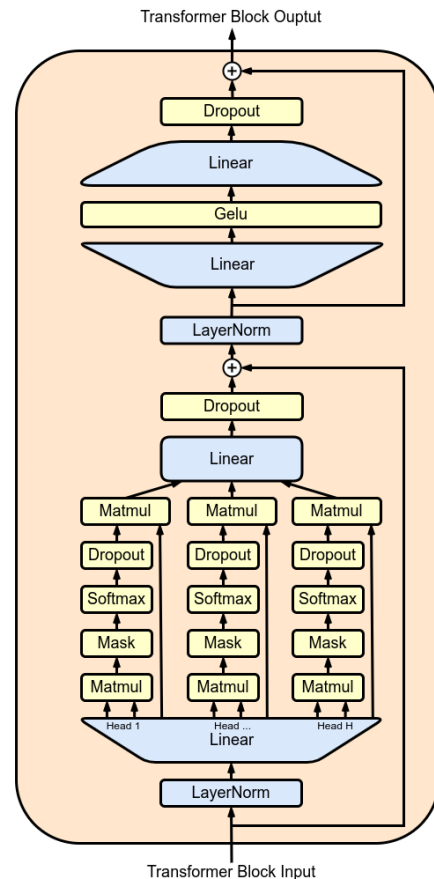 Transformer Block Ouptut
+
Dropout
Linear
Gelu
Linear
LayerNorm
+
Dropout
Linear
Matmul Matmul Matmul
Dropout Dropout Dropout
Softmax Softmax Softmax
Mask Mask Mask
Matmul Matmul Matmul
Head 1 Head ... Head H
Linear
LayerNorm
Transformer Block Input